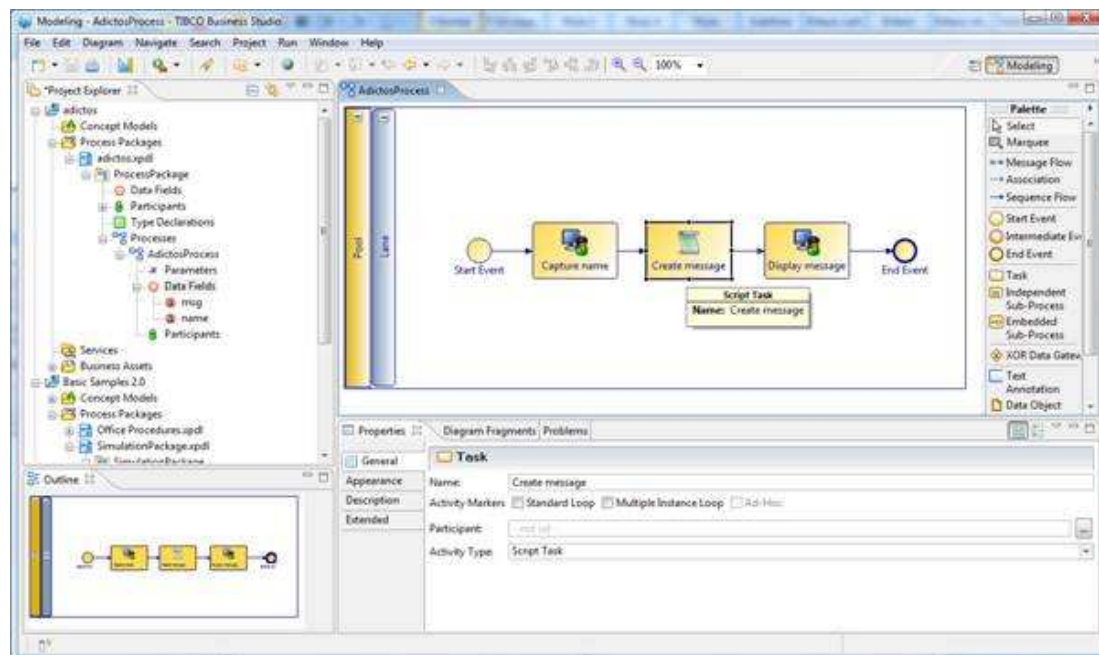 Modeling - AdictosProcess - TIBCO Business Studio
File Edit Diagram Navigate Search Project Run Window Help
100%
Modeling
*Project Explorer
adictos
Concept Models
Process Packages
adictos.xpdl
ProcessPackage
Data Fields
Participants
Type Declarations
Processes
AdictosProcess
Parameters
Data Fields
msg
name
Participants
Services
Business Assets
Basic Samples 2.0
Concept Models
Process Packages
Office Procedures.xpdl
SimulationPackage.xpdl
SimulationPackage
AdictosProcess
Pool
Lane
Start Event
Capture name
Create message
Display message
End Event
Script Task
Name: Create message
Palette
Select
Marquee
Message Flow
Association
Sequence Flow
Start Event
Intermediate Ev
End Event
Task
Independent
Sub-Process
Embedded
Sub-Process
XOR Data Gatew
Text
Annotation
Data Object
Outline
Properties Diagram Fragments Problems
General
Appearance
Description
Extended
Task
Name: Create message
Activity Markers Standard Loop Multiple Instance Loop Ad-Hoc
Participant:
Activity Type: Script Task